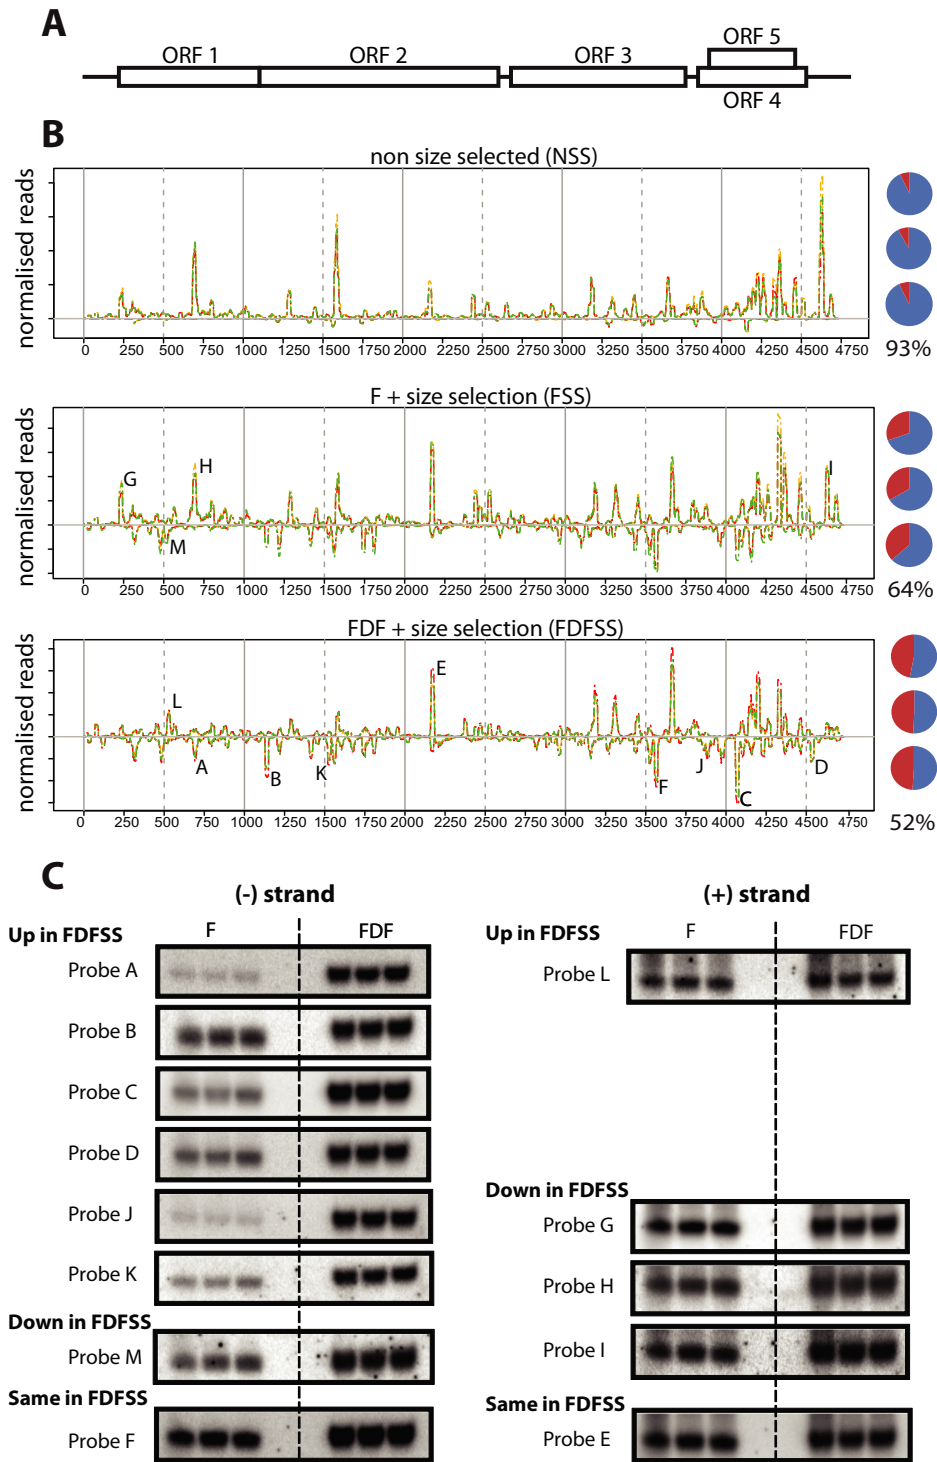 A
ORF 5
ORF 1 ORF 2 ORF 3
ORF 4
B
non size selected (NSS)
normalised reads
0 250 500 750 1000 1250 1500 1750 2000 2250 2500 2750 3000 3250 3500 3750 4000 4250 4500 4750
93%
F + size selection (FSS)
normalised reads
G H I
M
0 250 500 750 1000 1250 1500 1750 2000 2250 2500 2750 3000 3250 3500 3750 4000 4250 4500 4750
64%
FDF + size selection (FDFSS)
normalised reads
L E
A B K F J C D
0 250 500 750 1000 1250 1500 1750 2000 2250 2500 2750 3000 3250 3500 3750 4000 4250 4500 4750
52%
C
(-) strand
Up in FDFSS F FDF
Probe A
Probe B
Probe C
Probe D
Probe J
Probe K
Down in FDFSS
Probe M
Same in FDFSS
Probe F
(+) strand
Up in FDFSS F FDF
Probe L
Down in FDFSS
Probe G
Probe H
Probe I
Same in FDFSS
Probe E